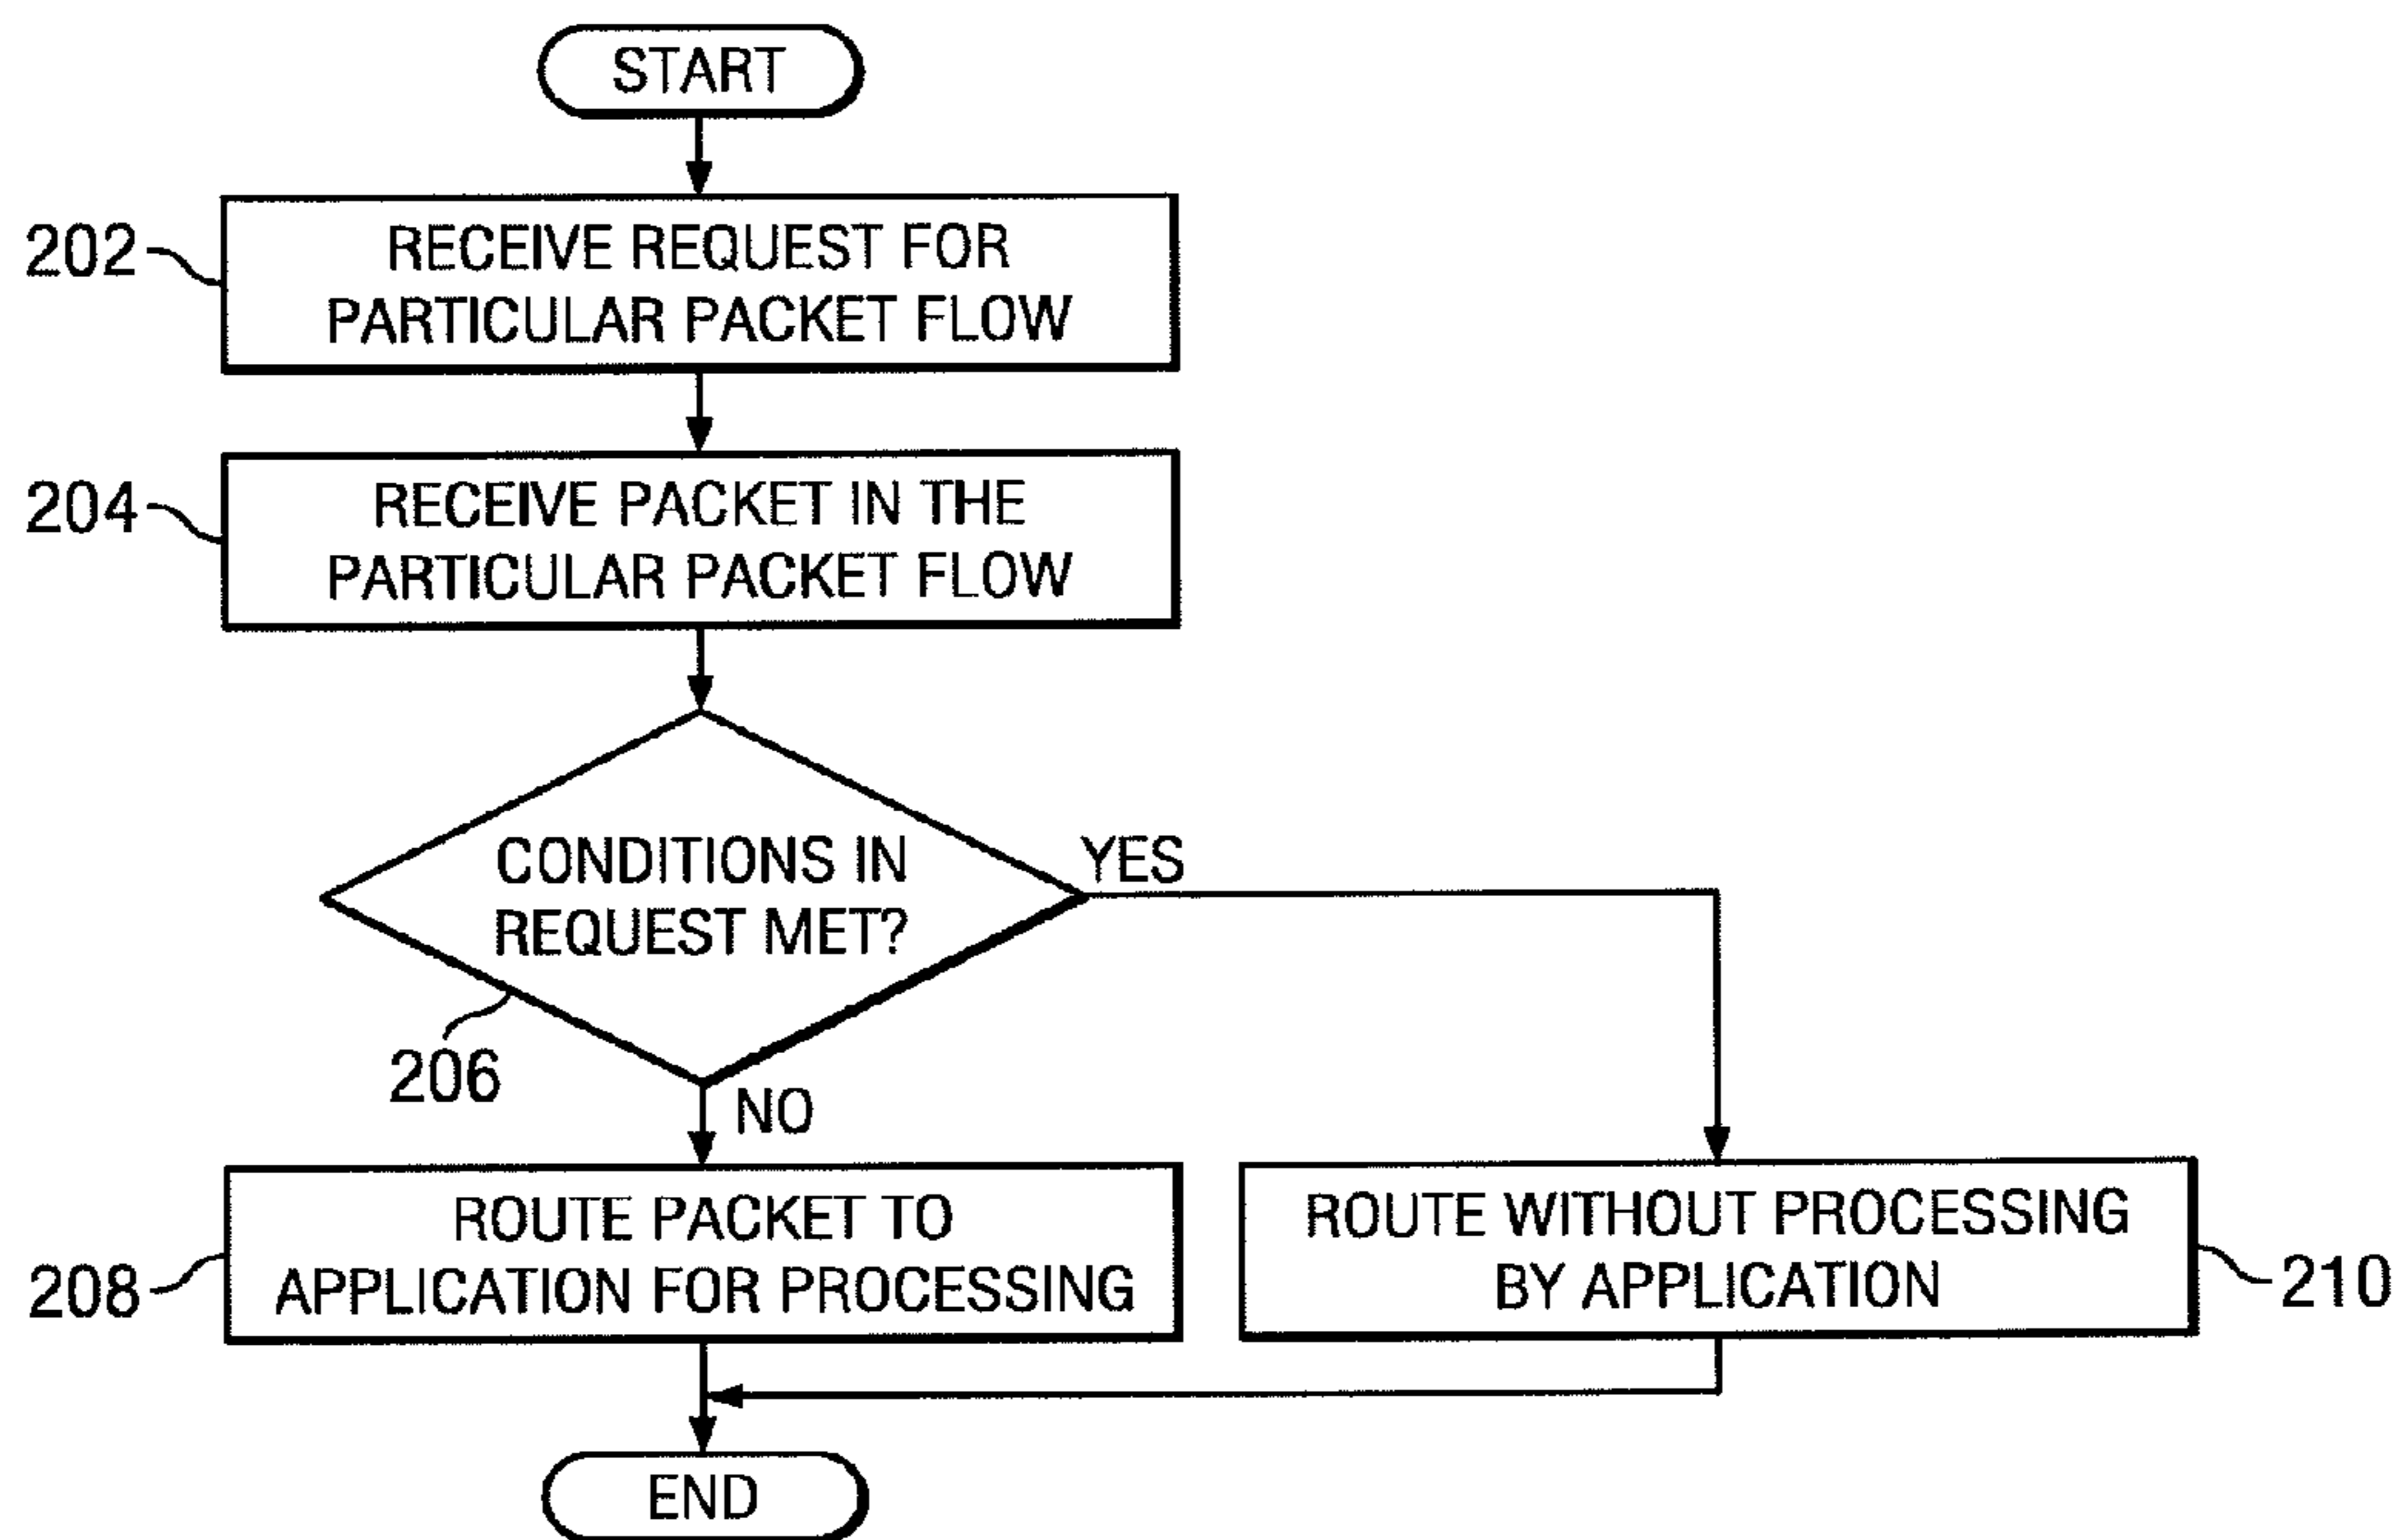 START
202
RECEIVE REQUEST FOR
PARTICULAR PACKET FLOW
204
RECEIVE PACKET IN THE
PARTICULAR PACKET FLOW
CONDITIONS IN
REQUEST MET?
YES
206
NO
208
ROUTE PACKET TO
APPLICATION FOR PROCESSING
ROUTE WITHOUT PROCESSING
BY APPLICATION
210
END